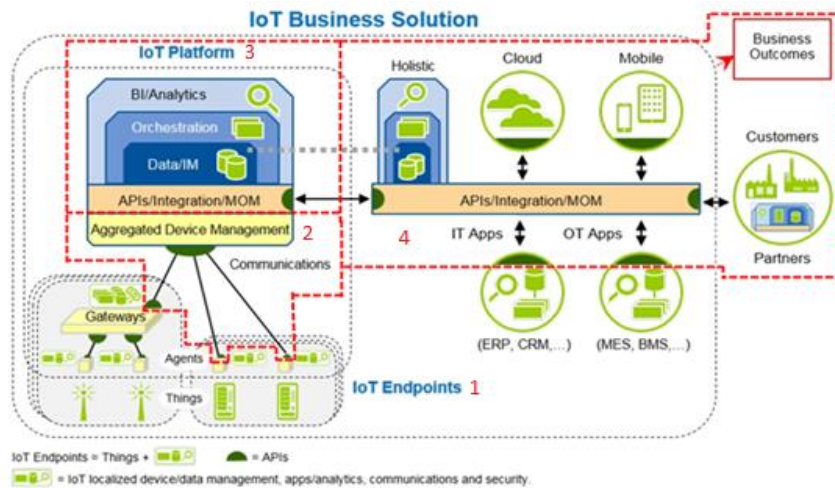 IoT Business Solution
IoT Platform 3
Business
Outcomes
Holistic
Cloud
Mobile
BI/Analytics
Orchestration
Data/IM
Customers
APIs/Integration/MOM
APIs/Integration/MOM
Aggregated Device Management 2
4
IT Apps
OT Apps
Partners
Communications
Gateways
Agents
(ERP, CRM,...)
(MES, BMS,...)
IoT Endpoints 1
Things
IoT Endpoints = Things +
= APIs
= IoT localized device/data management, apps/analytics, communications and security.